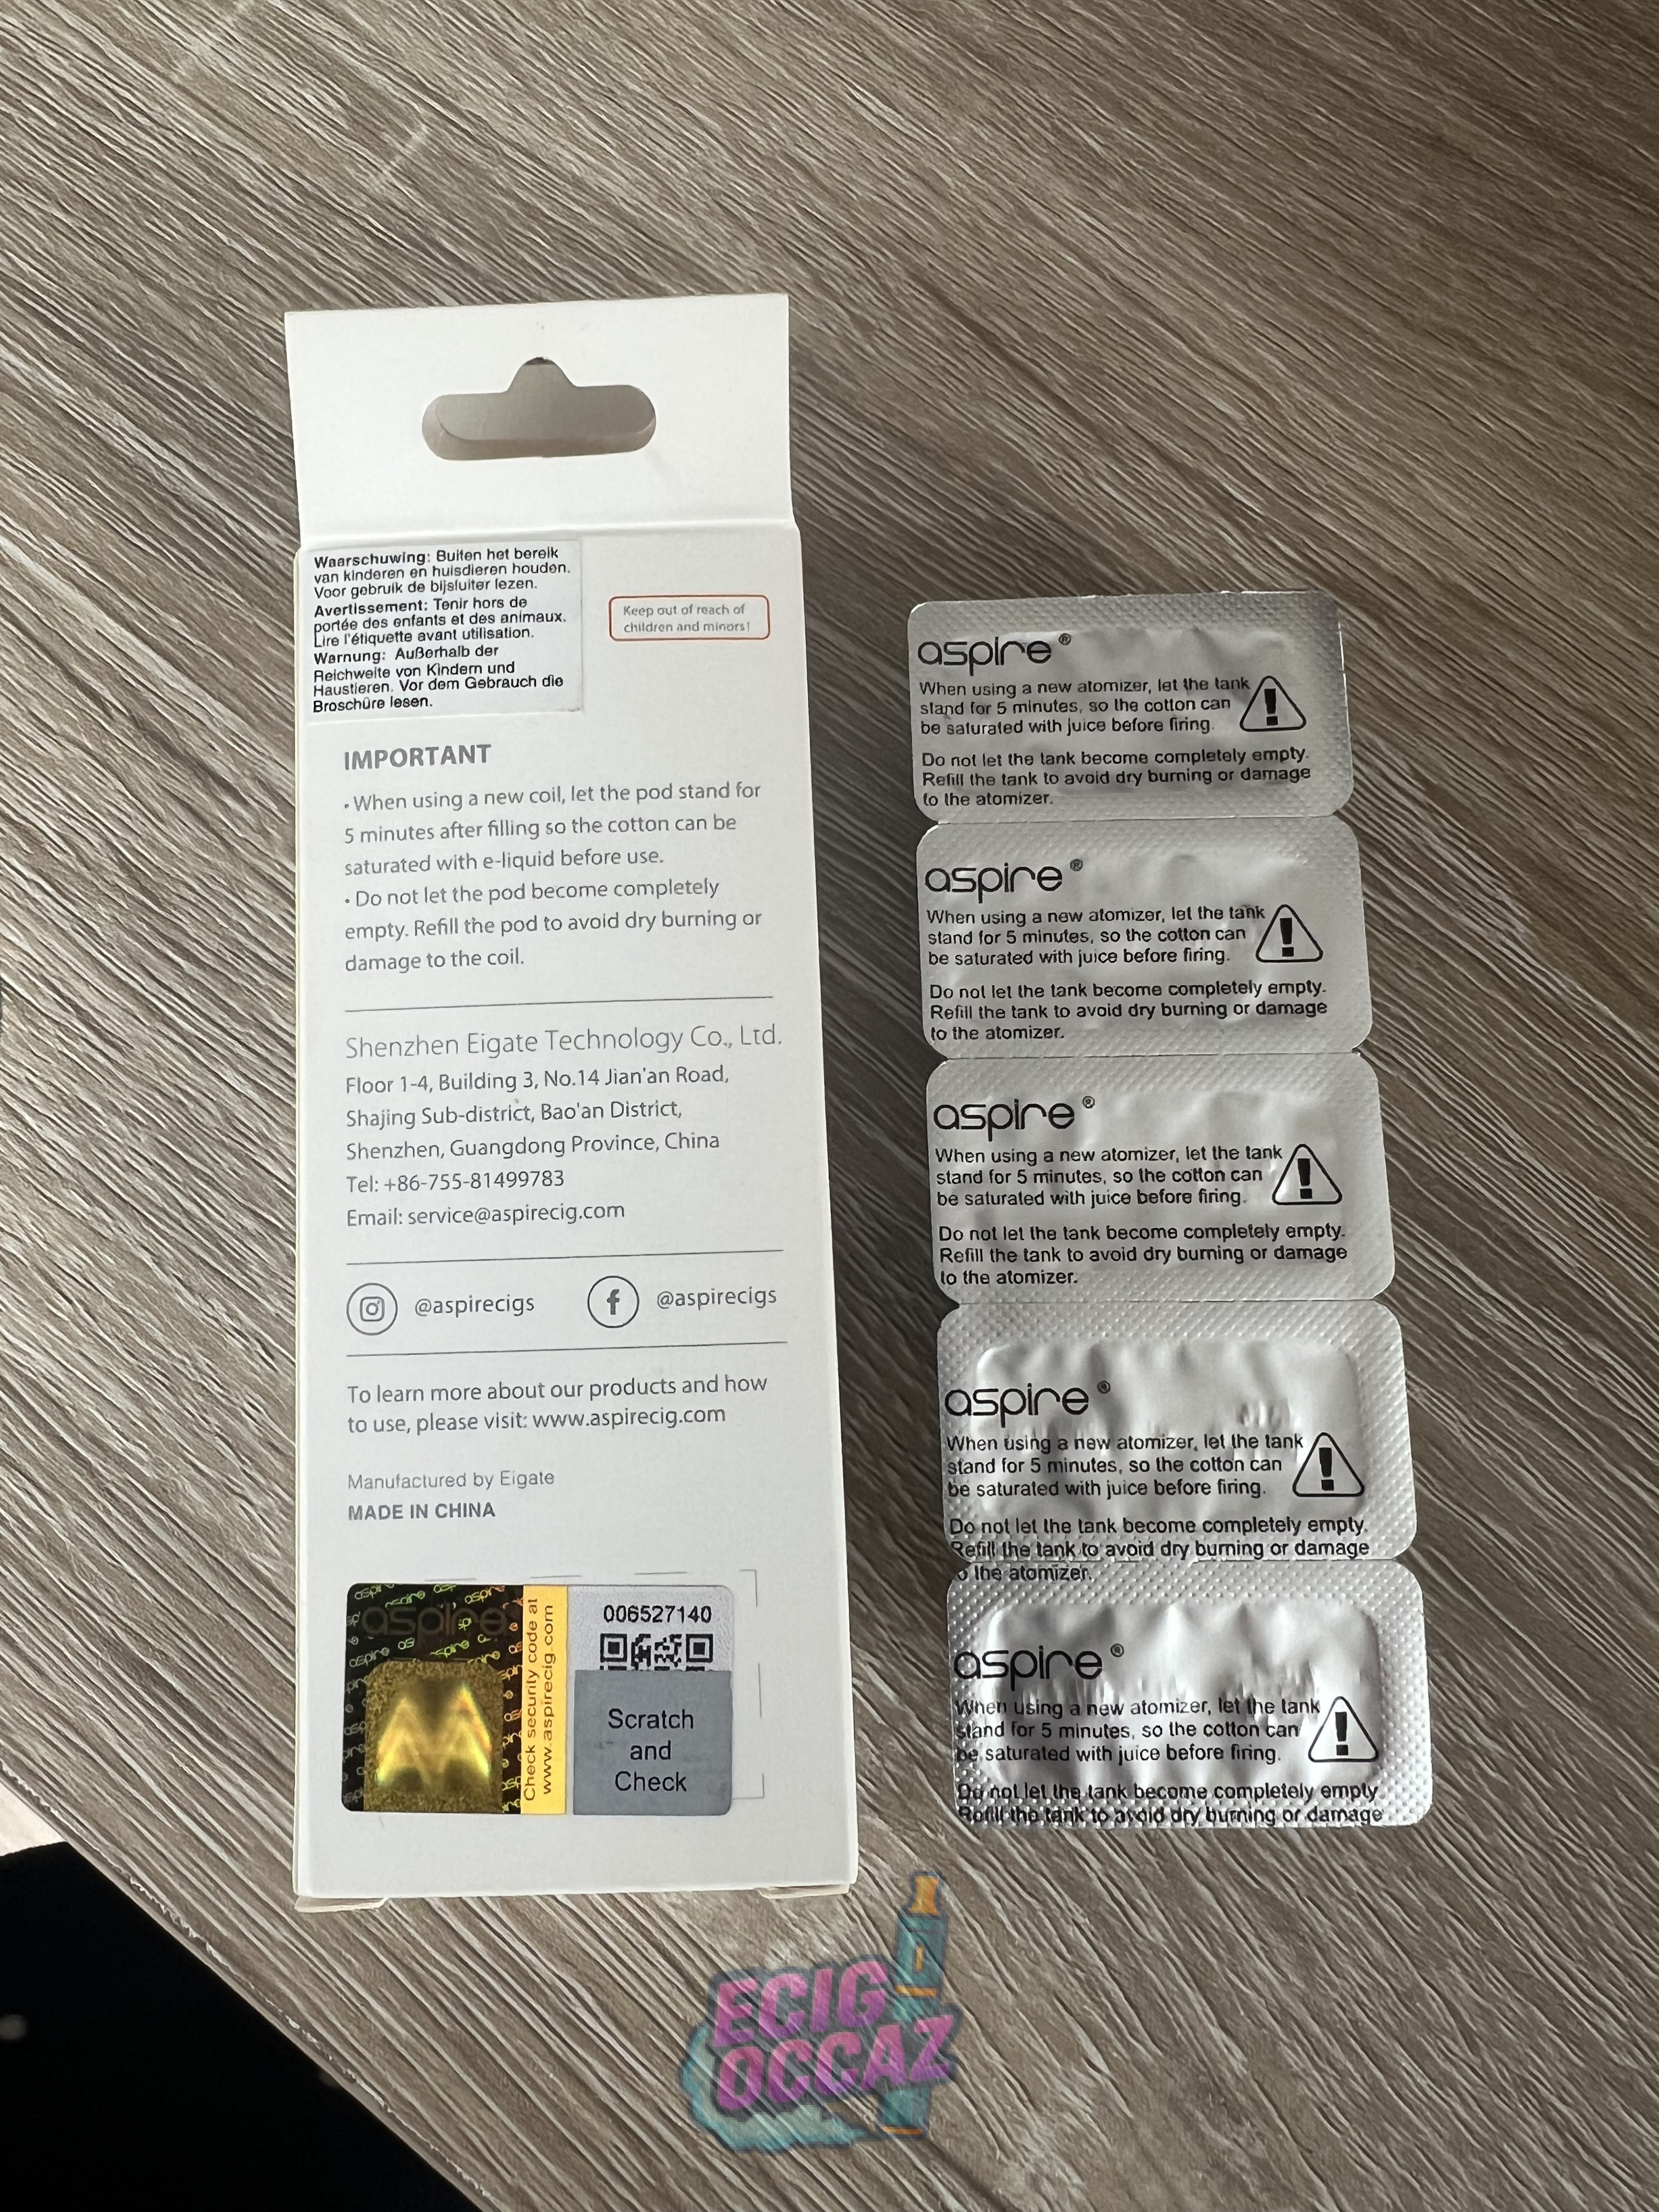 Waarschuwing: Buiten het bereik
van kinderen en huisdieren houden.
Voor gebruik de bijsluiter lezen.
Avertissement: Tenir hors de
portée des enfants et des animaux.
Lire l'étiquette avant utilisation.
Warnung: Außerhalb der
Reichweite von Kindern und
Haustieren. Vor dem Gebrauch die
Broschüre lesen.
Keep out of reach of
children and minors!
IMPORTANT
• When using a new coil, let the pod stand for
5 minutes after filling so the cotton can be
saturated with e-liquid before use.
• Do not let the pod become completely
empty. Refill the pod to avoid dry burning or
damage to the coil.
Shenzhen Eigate Technology Co., Ltd.
Floor 1-4, Building 3, No.14 Jian'an Road,
Shajing Sub-district, Bao'an District,
Shenzhen, Guangdong Province, China
Tel: +86-755-81499783
Email: service@aspirecig.com
@aspirecigs
@aspirecigs
To learn more about our products and how
to use, please visit: www.aspirecig.com
Manufactured by Eigate
MADE IN CHINA
aspire
Check security code at
www.aspirecig.com
006527140
Scratch
and
Check
aspire®
When using a new atomizer, let the tank
stand for 5 minutes, so the cotton can
be saturated with juice before firing.
Do not let the tank become completely empty.
Refill the tank to avoid dry burning or damage
to the atomizer.
aspire®
When using a new atomizer, let the tank
stand for 5 minutes, so the cotton can
be saturated with juice before firing.
Do not let the tank become completely empty.
Refill the tank to avoid dry burning or damage
to the atomizer.
aspire®
When using a new atomizer, let the tank
stand for 5 minutes, so the cotton can
be saturated with juice before firing.
Do not let the tank become completely empty.
Refill the tank to avoid dry burning or damage
to the atomizer.
aspire®
When using a new atomizer, let the tank
stand for 5 minutes, so the cotton can
be saturated with juice before firing.
Do not let the tank become completely empty.
Refill the tank to avoid dry burning or damage
o the atomizer.
aspire®
When using a new atomizer, let the tank
stand for 5 minutes, so the cotton can
be saturated with juice before firing.
Do not let the tank become completely empty
Refill the tank to avoid dry burning or damage
ECIG
OCCAZ